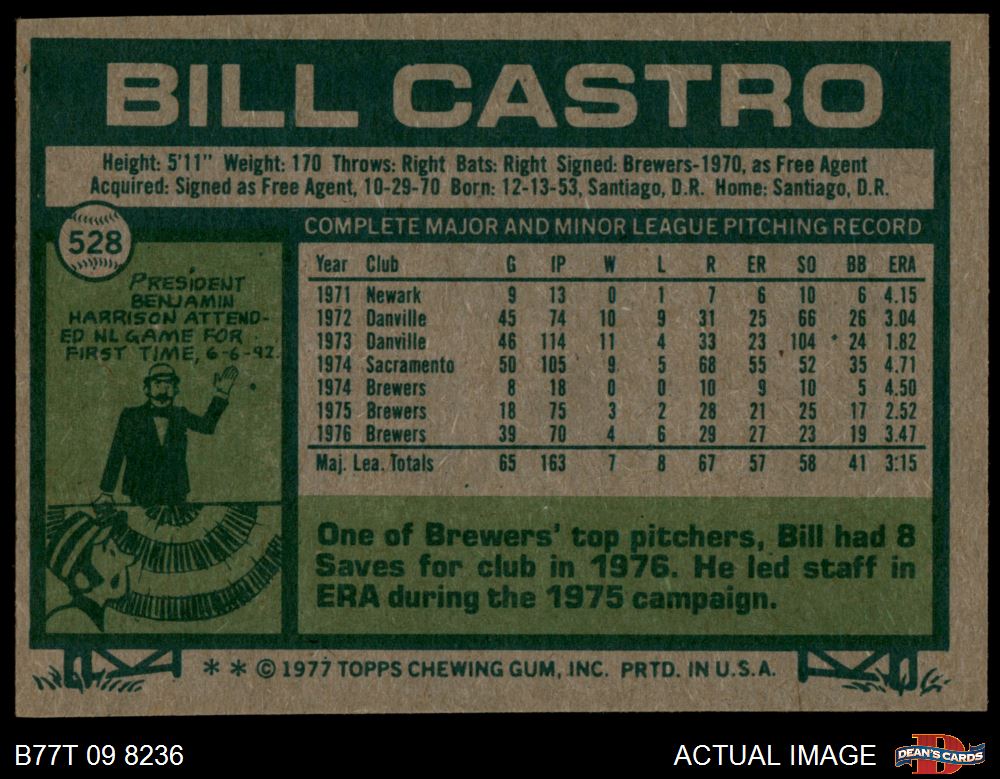 BILL CASTRO
Height: 5'11" Weight: 170 Throws: Right Bats: Right Signed: Brewers-1970, as Free Agent
Acquired: Signed as Free Agent, 10-29-70 Born: 12-13-53, Santiago, D.R. Home: Santiago, D.R.
528
PRESIDENT
BENJAMIN
HARRISON ATTEND-
ED NL GAME FOR
FIRST TIME, 6-6-92.
COMPLETE MAJOR AND MINOR LEAGUE PITCHING RECORD
Year Club G IP W L R ER SO BB ERA
1971 Newark 9 13 0 1 7 6 10 6 4.15
1972 Danville 45 74 10 9 31 25 66 26 3.04
1973 Danville 46 114 11 4 33 23 104 24 1.82
1974 Sacramento 50 105 9 5 68 55 52 35 4.71
1974 Brewers 8 18 0 0 10 9 10 5 4.50
1975 Brewers 18 75 3 2 28 21 25 17 2.52
1976 Brewers 39 70 4 6 29 27 23 19 3.47
Maj. Lea. Totals 65 163 7 8 67 57 58 41 3.15
One of Brewers' top pitchers, Bill had 8
Saves for club in 1976. He led staff in
ERA during the 1975 campaign.
** © 1977 TOPPS CHEWING GUM, INC. PRTD. IN U.S.A.
B77T 09 8236
ACTUAL IMAGE
DEAN'S CARDS